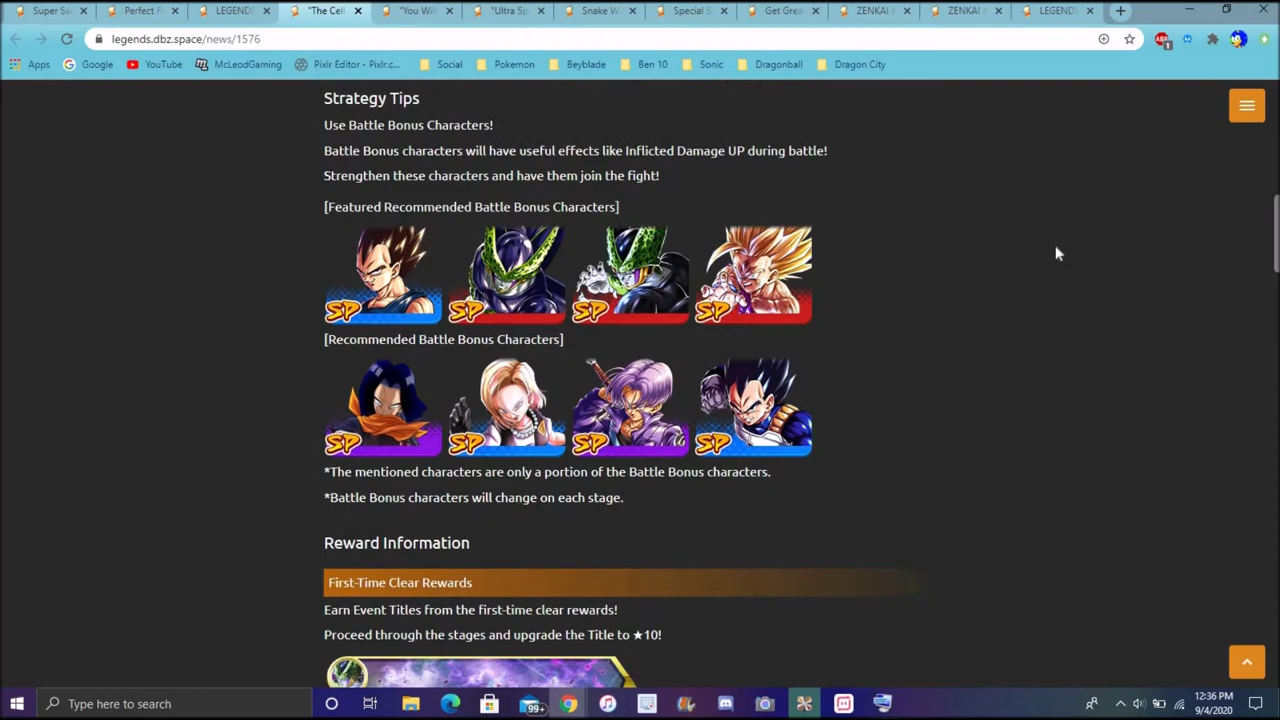 Super Sa
Perfect F
LEGENDS
"The Cell
"You Will
"Ultra Sp
Snake W
Special S
Get Grea
ZENKAI A
ZENKAI A
LEGENDS
legends.dbz.space/news/1576
Apps
Google
YouTube
McLeodGaming
Pixlr Editor - Pixlr.c...
Social
Pokemon
Beyblade
Ben 10
Sonic
Dragonball
Dragon City
Strategy Tips
Use Battle Bonus Characters!
Battle Bonus characters will have useful effects like Inflicted Damage UP during battle!
Strengthen these characters and have them join the fight!
[Featured Recommended Battle Bonus Characters]
SP SP SP SP
[Recommended Battle Bonus Characters]
SP SP SP SP
*The mentioned characters are only a portion of the Battle Bonus characters.
*Battle Bonus characters will change on each stage.
Reward Information
First-Time Clear Rewards
Earn Event Titles from the first-time clear rewards!
Proceed through the stages and upgrade the Title to ★10!
Type here to search
99+
12:36 PM
9/4/2020